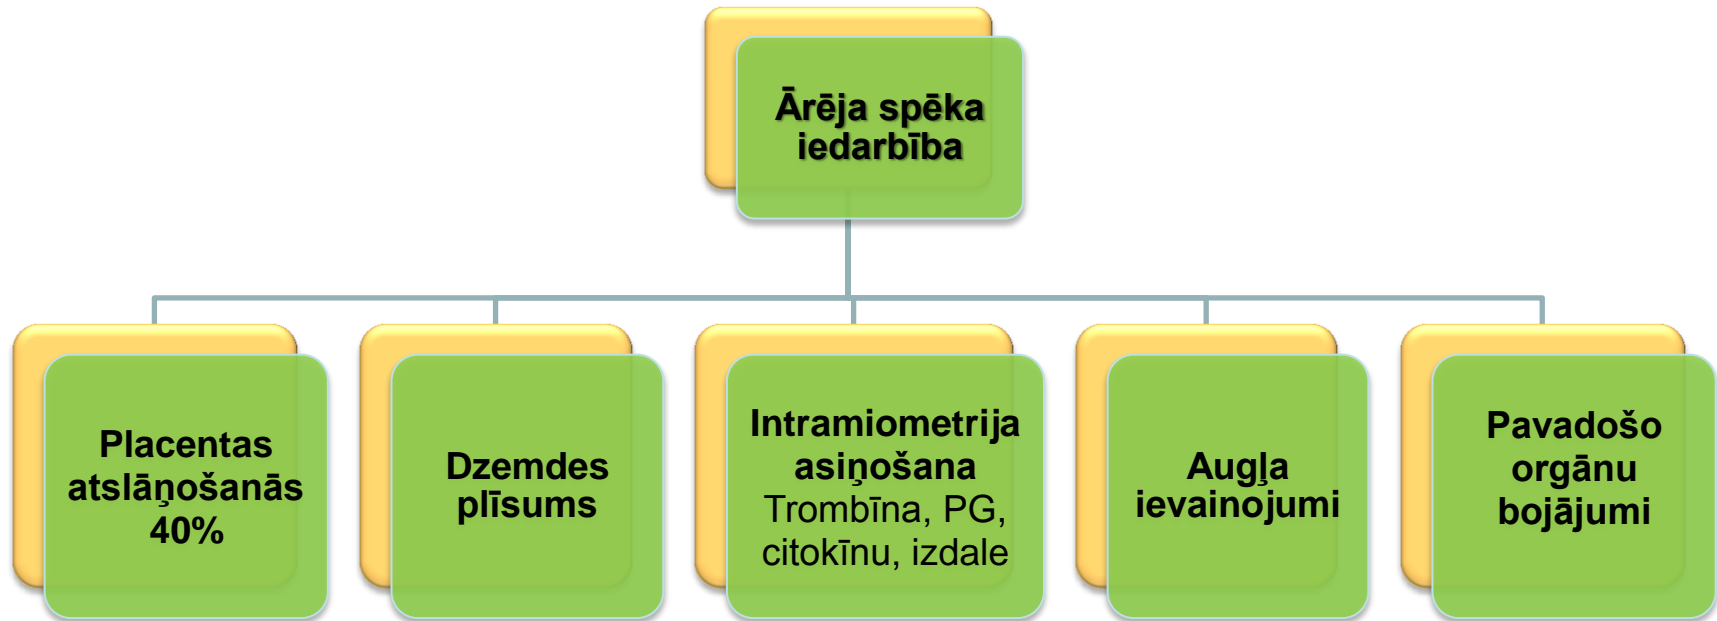 Ārēja spēka
iedarbība
Placentas
atslāņošanās
40%
Dzemdes
plīsums
Intramiometrija
asiņošana
Trombīna, PG,
citokīnu, izdale
Augļa
ievainojumi
Pavadošo
orgānu
bojājumi